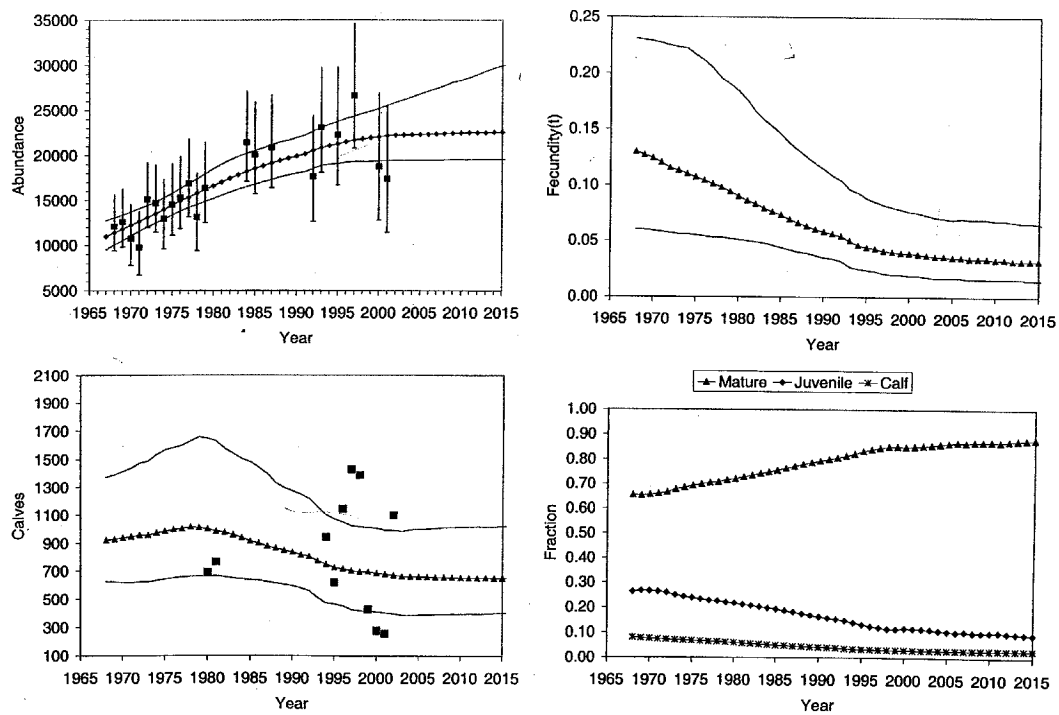 35000
30000
25000
20000
15000
10000
5000
Abundance
1965 1970 1975 1980 1985 1990 1995 2000 2005 2010 2015
Year
0.25
0.20
0.15
0.10
0.05
0.00
Fecundity(t)
1965 1970 1975 1980 1985 1990 1995 2000 2005 2010 2015
Year
2100
1900
1700
1500
1300
1100
900
700
500
300
100
Calves
1965 1970 1975 1980 1985 1990 1995 2000 2005 2010 2015
Year
Mature Juvenile Calf
1.00
0.90
0.80
0.70
0.60
0.50
0.40
0.30
0.20
0.10
0.00
Fraction
1965 1970 1975 1980 1985 1990 1995 2000 2005 2010 2015
Year